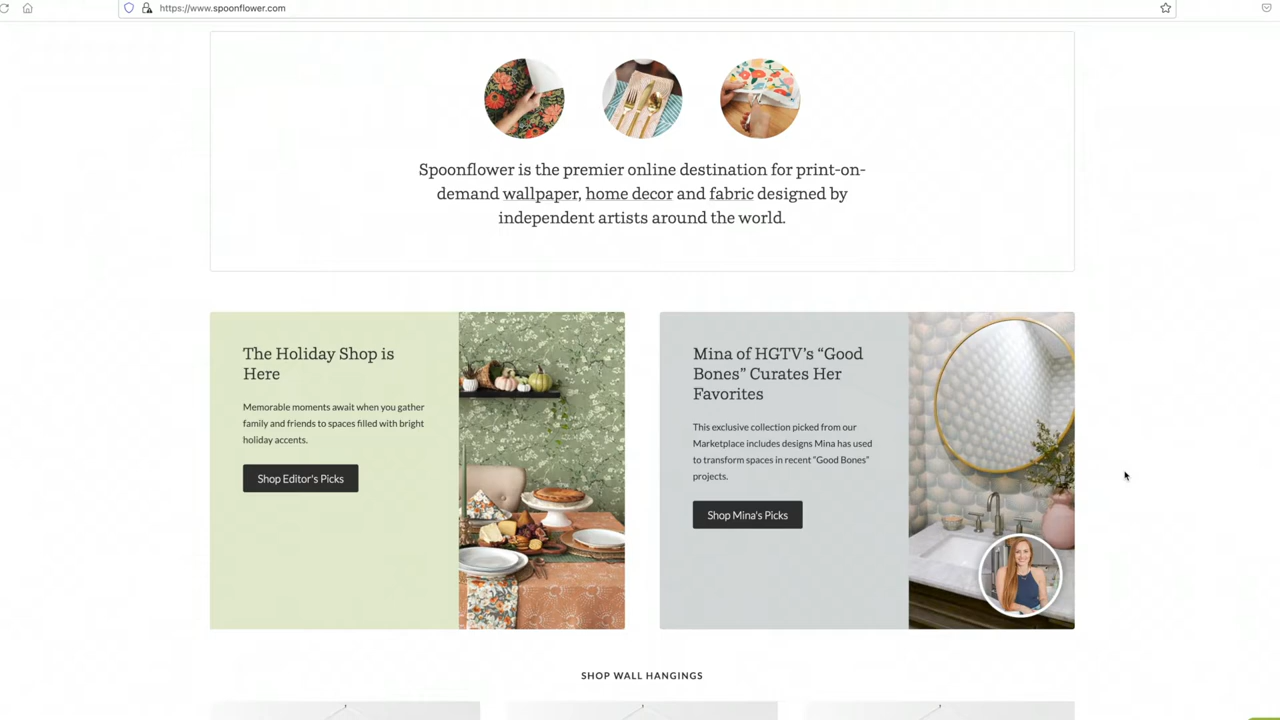 https://www.spoonflower.com
Spoonflower is the premier online destination for print-on-
demand wallpaper, home decor and fabric designed by
independent artists around the world.
The Holiday Shop is
Here
Memorable moments await when you gather
family and friends to spaces filled with bright
holiday accents.
Shop Editor's Picks
Mina of HGTV's “Good
Bones” Curates Her
Favorites
This exclusive collection picked from our
Marketplace includes designs Mina has used
to transform spaces in recent “Good Bones”
projects.
Shop Mina's Picks
SHOP WALL HANGINGS